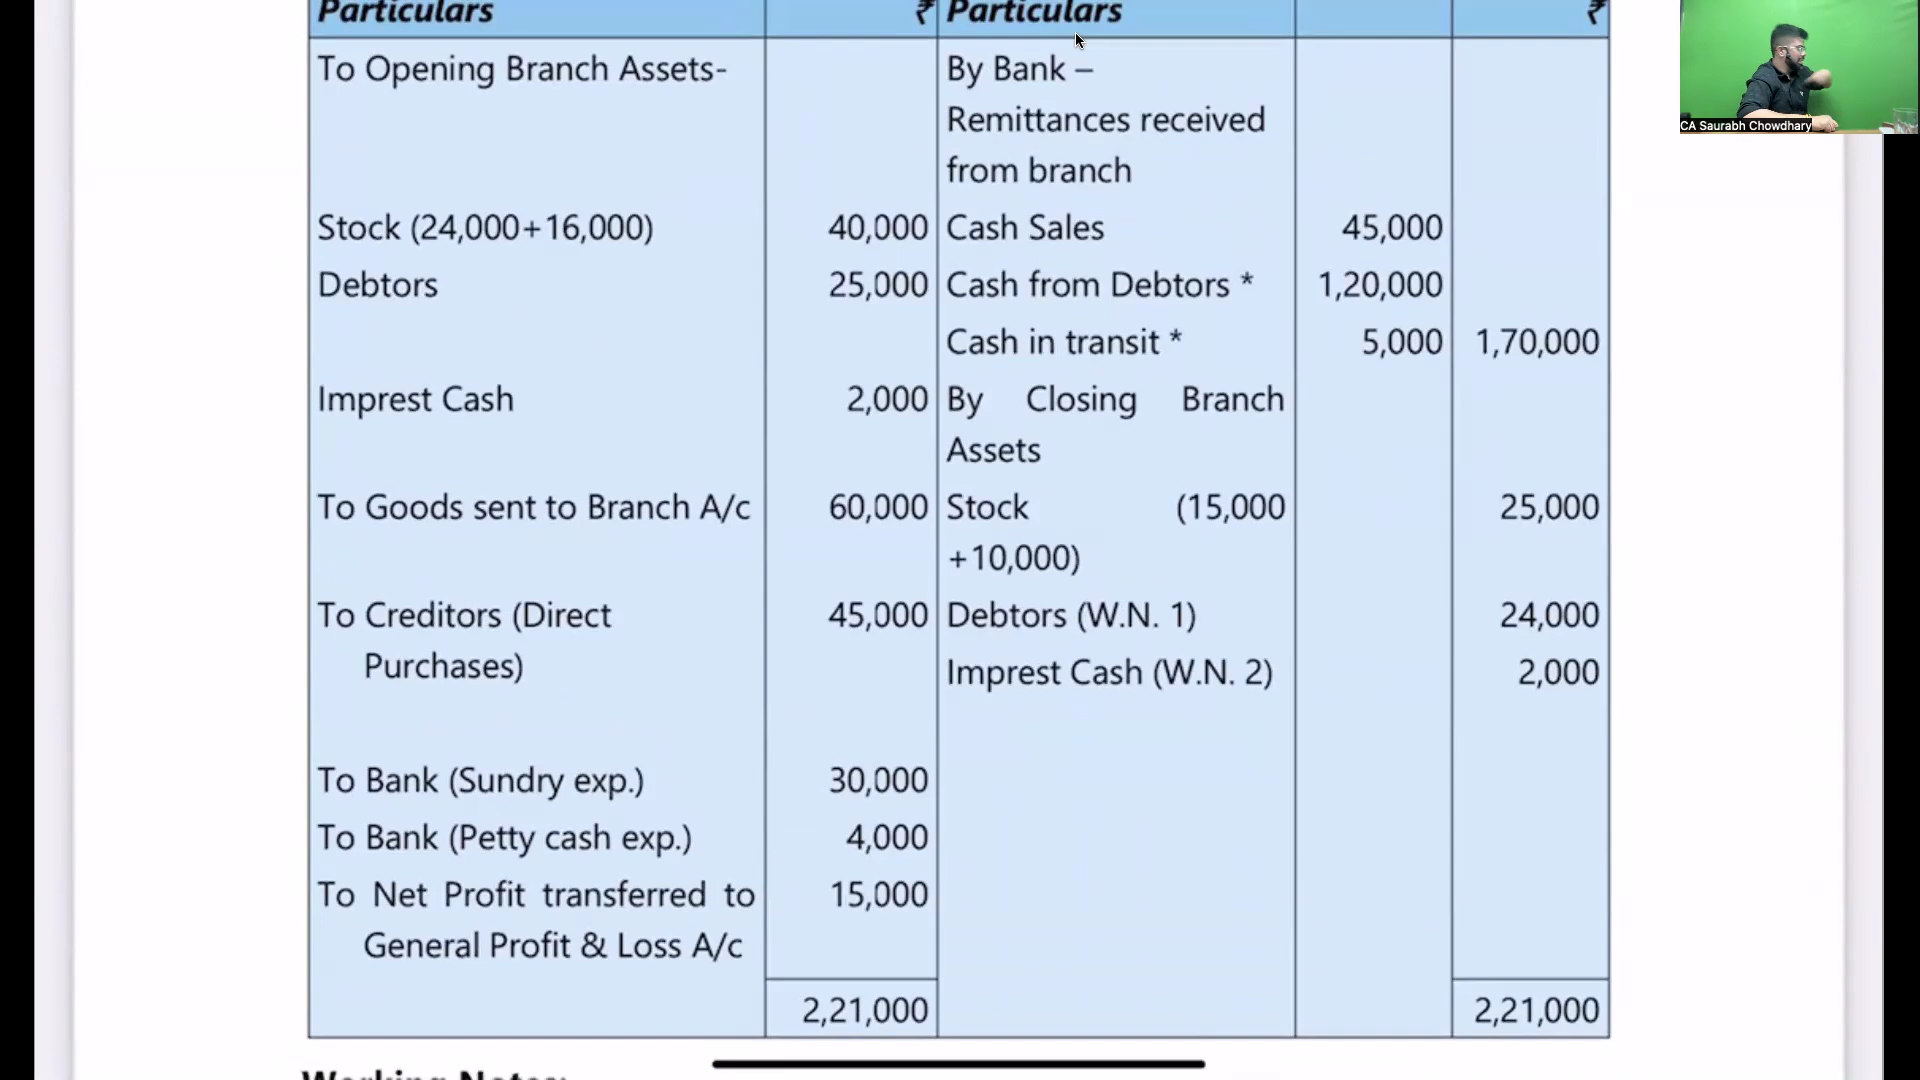 Particulars ₹ Particulars ₹
To Opening Branch Assets- By Bank –
Remittances received
from branch
Stock (24,000+16,000) 40,000 Cash Sales 45,000
Debtors 25,000 Cash from Debtors * 1,20,000
Cash in transit * 5,000 1,70,000
Imprest Cash 2,000 By Closing Branch
Assets
To Goods sent to Branch A/c 60,000 Stock (15,000 25,000
+10,000)
To Creditors (Direct 45,000 Debtors (W.N. 1) 24,000
Purchases)
Imprest Cash (W.N. 2) 2,000
To Bank (Sundry exp.) 30,000
To Bank (Petty cash exp.) 4,000
To Net Profit transferred to 15,000
General Profit & Loss A/c
2,21,000 2,21,000
Working Notes:
CA Saurabh Chowdhary